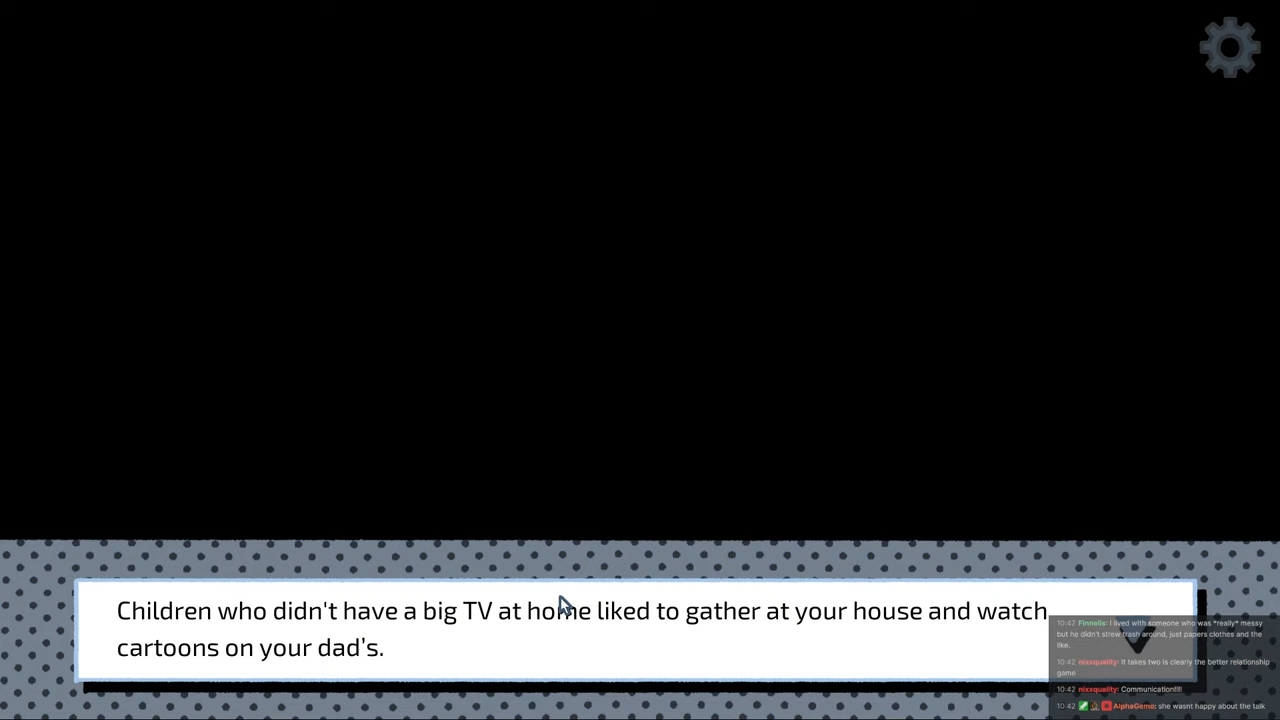 Children who didn't have a big TV at home liked to gather at your house and watch
cartoons on your dad's.
10:42 Finnelis: I lived with someone who was *really* messy
but he didn't strew trash around, just papers clothes and the
like.
10:42 nixxquality: It takes two is clearly the better relationship
game
10:42 nixxquality: Communication!!!!
10:42 AlphaGemo: she wasnt happy about the talk